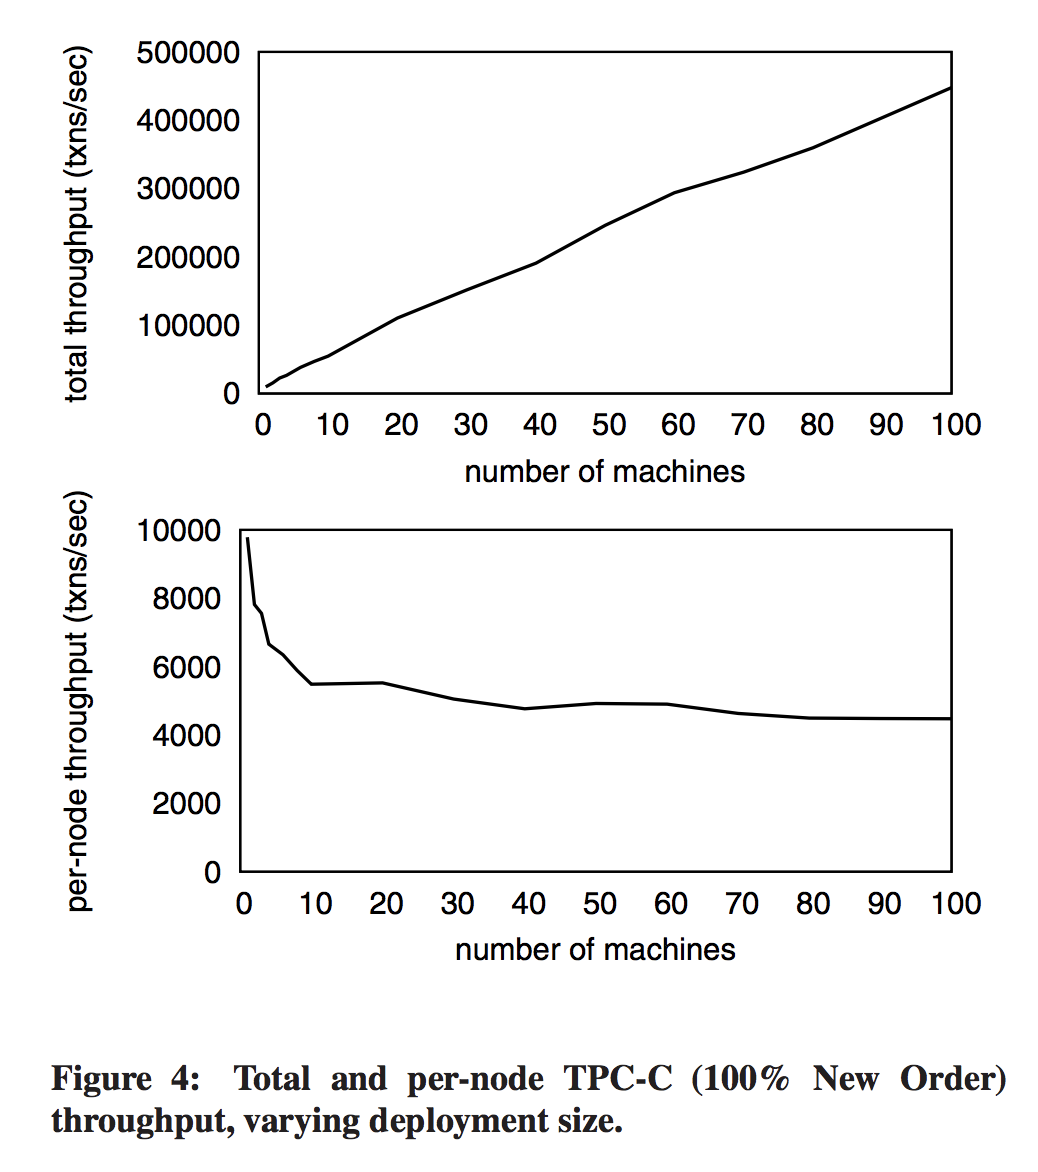 total throughput (txns/sec)
500000
400000
300000
200000
100000
0
0 10 20 30 40 50 60 70 80 90 100
number of machines
per-node throughput (txns/sec)
10000
8000
6000
4000
2000
0
0 10 20 30 40 50 60 70 80 90 100
number of machines
Figure 4: Total and per-node TPC-C (100% New Order)
throughput, varying deployment size.